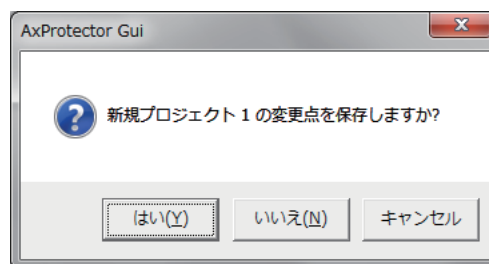 AxProtector Gui
新規プロジェクト 1 の変更点を保存しますか?
はい(Y) いいえ(N) キャンセル